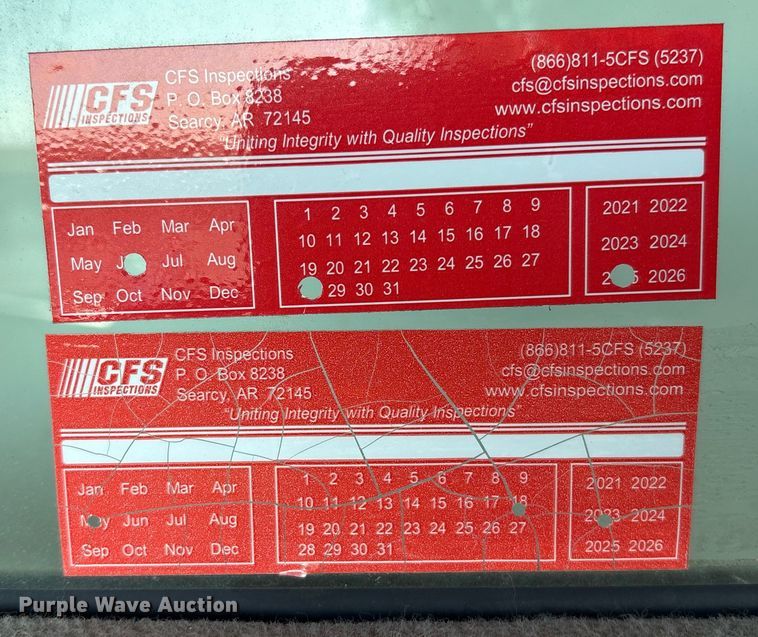 CFS Inspections
P. O. Box 8238
Searcy, AR 72145
(866)811-5CFS (5237)
cfs@cfsinspections.com
www.cfsinspections.com
CFS
INSPECTIONS
"Uniting Integrity with Quality Inspections"
Jan Feb Mar Apr
May Jul Aug
Sep Oct Nov Dec
1 2 3 4 5 6 7 8 9
10 11 12 13 14 15 16 17 18
19 20 21 22 23 24 25 26 27
29 30 31
2021 2022
2023 2024
2026
CFS Inspections
P. O. Box 8238
Searcy, AR 72145
(866)811-5CFS (5237)
cfs@cfsinspections.com
www.cfsinspections.com
CFS
INSPECTIONS
"Uniting Integrity with Quality Inspections"
Jan Feb Mar Apr
May Jun Jul Aug
Sep Oct Nov Dec
1 2 3 4 5 6 7 8 9
10 11 12 13 14 15 16 17 18
19 20 21 22 23 24 25 26 27
28 29 30 31
2021 2022
2023 2024
2025 2026
Purple Wave Auction